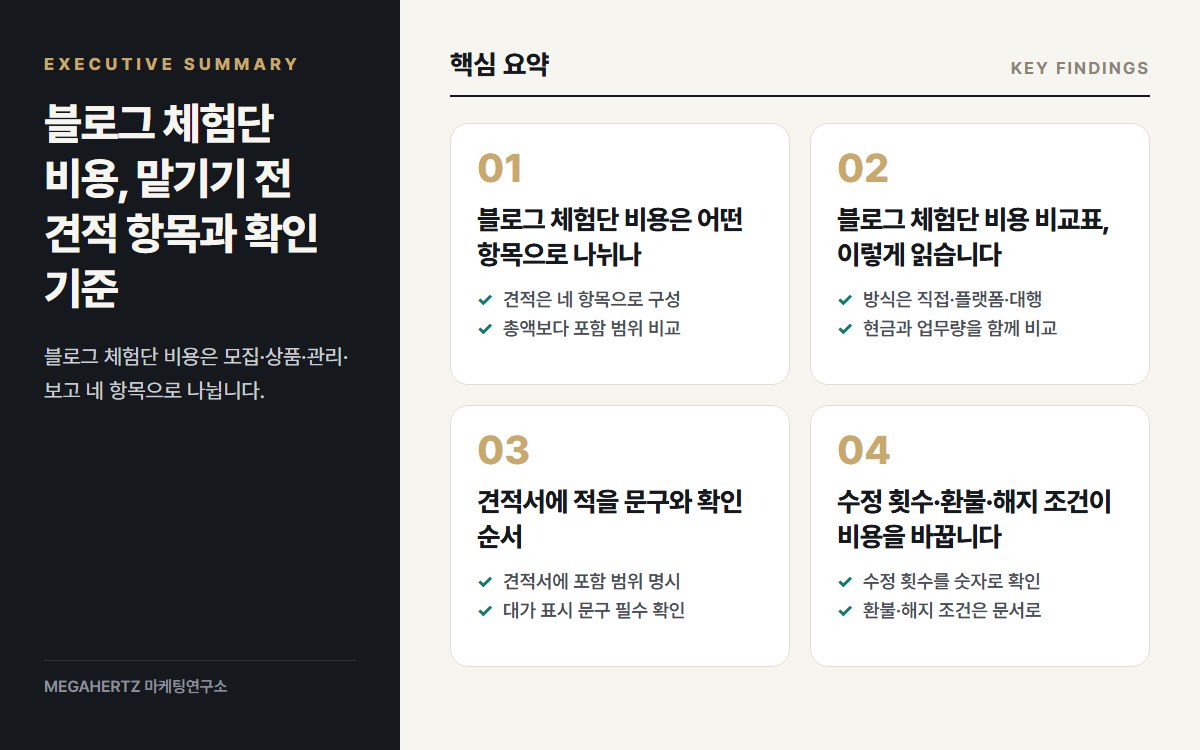 EXECUTIVE SUMMARY
블로그 체험단
비용, 맡기기 전
견적 항목과 확인
기준
블로그 체험단 비용은 모집·상품·관리·
보고 네 항목으로 나뉩니다.
MEGAHERTZ 마케팅연구소
핵심 요약
KEY FINDINGS
01
블로그 체험단 비용은 어떤
항목으로 나뉘나
✓ 견적은 네 항목으로 구성
✓ 총액보다 포함 범위 비교
02
블로그 체험단 비용 비교표,
이렇게 읽습니다
✓ 방식은 직접·플랫폼·대행
✓ 현금과 업무량을 함께 비교
03
견적서에 적을 문구와 확인
순서
✓ 견적서에 포함 범위 명시
✓ 대가 표시 문구 필수 확인
04
수정 횟수·환불·해지 조건이
비용을 바꿉니다
✓ 수정 횟수를 숫자로 확인
✓ 환불·해지 조건은 문서로